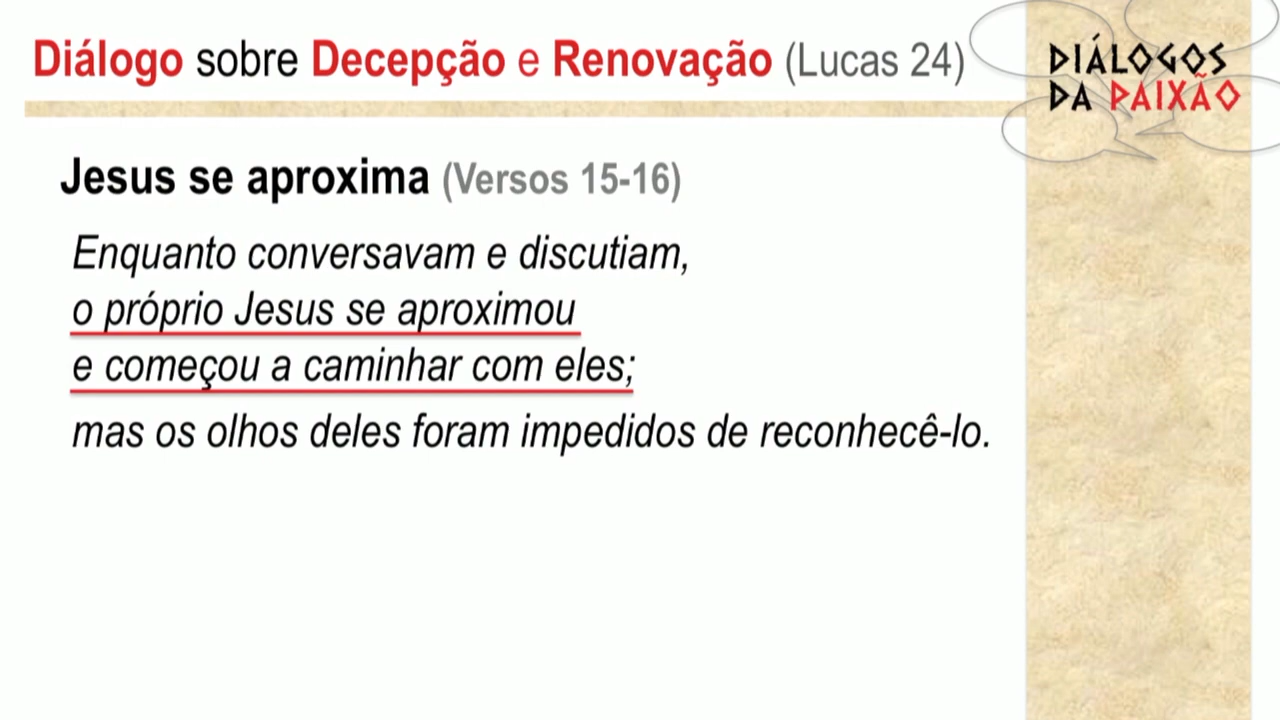 Diálogo sobre Decepção e Renovação (Lucas 24)
DIÁLOGOS
DA PAIXÃO
Jesus se aproxima (Versos 15-16)
Enquanto conversavam e discutiam,
o próprio Jesus se aproximou
e começou a caminhar com eles;
mas os olhos deles foram impedidos de reconhecê-lo.